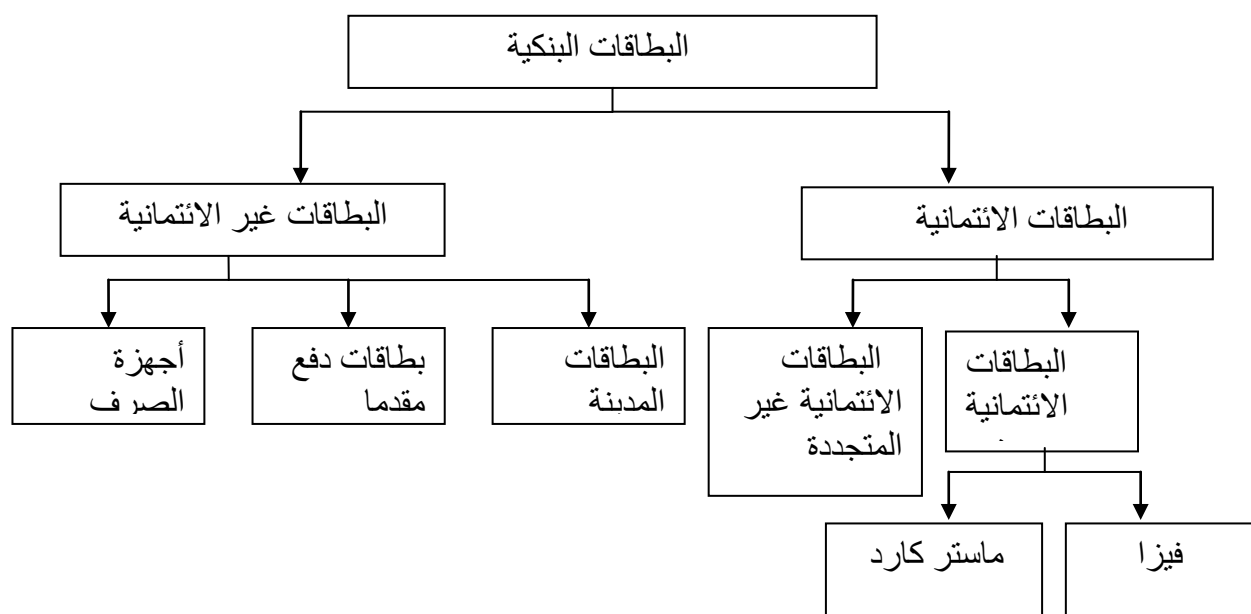 البطاقات البنكية
البطاقات الائتمانية
البطاقات غير الائتمانية
البطاقات
الائتمانية
البطاقات
الائتمانية غير
المتجددة
البطاقات
المدينة
بطاقات دفع
مقدما
أجهزة
الصرف
فيزا
ماستر كارد